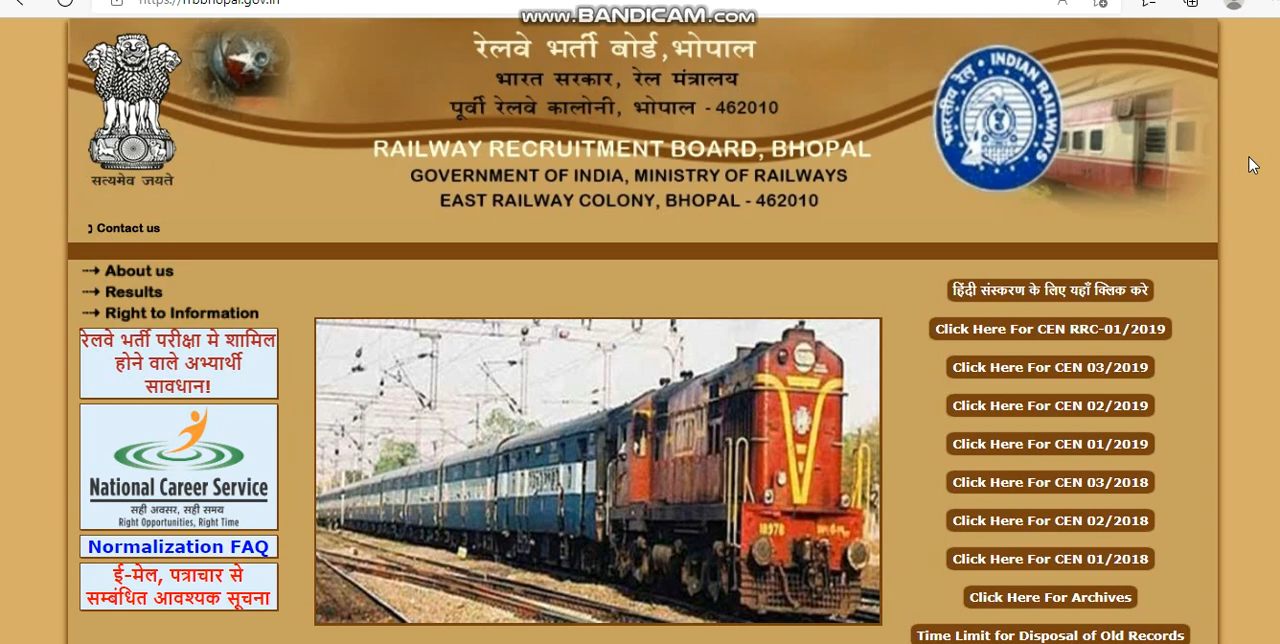 https://rrbbhopal.gov.in
www.BANDICAM.com
रेलवे भर्ती बोर्ड,भोपाल
भारत सरकार, रेल मंत्रालय
पूर्वी रेलवे कालोनी, भोपाल - 462010
RAILWAY RECRUITMENT BOARD, BHOPAL
GOVERNMENT OF INDIA, MINISTRY OF RAILWAYS
EAST RAILWAY COLONY, BHOPAL - 462010
सत्यमेव जयते
भारतीय रेल INDIAN RAILWAYS
Contact us
About us
Results
Right to Information
रेलवे भर्ती परीक्षा मे शामिल
होने वाले अभ्यार्थी
सावधान!
National Career Service
सही अवसर, सही समय
Right Opportunities, Right Time
Normalization FAQ
ई-मेल, पत्राचार से
सम्बंधित आवश्यक सूचना
18978
हिंदी संस्करण के लिए यहाँ क्लिक करे
Click Here For CEN RRC-01/2019
Click Here For CEN 03/2019
Click Here For CEN 02/2019
Click Here For CEN 01/2019
Click Here For CEN 03/2018
Click Here For CEN 02/2018
Click Here For CEN 01/2018
Click Here For Archives
Time Limit for Disposal of Old Records